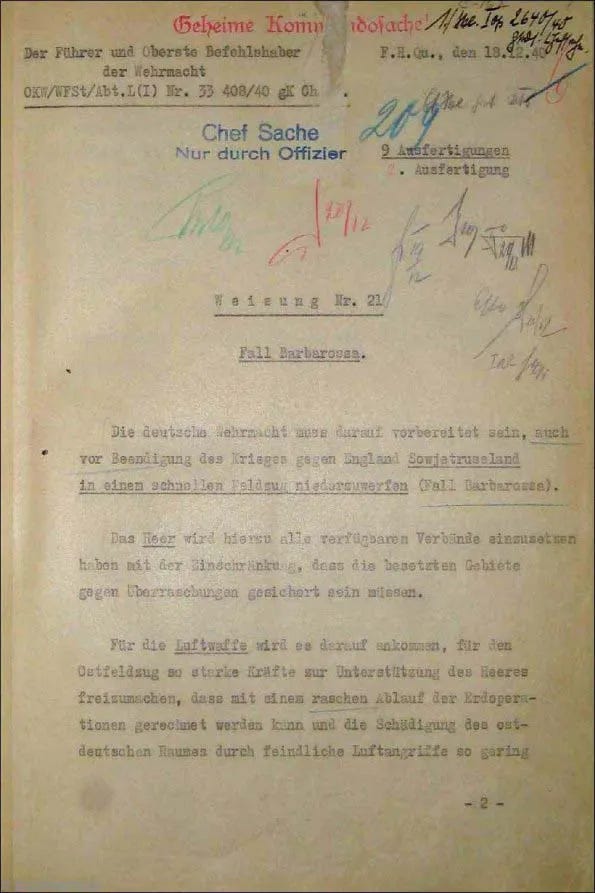 Geheime Kommandosache!
Der Führer und Oberste Befehlshaber
der Wehrmacht
OKW/WFSt/Abt.L(I) Nr. 33 408/40 gK Ch
F.H.Qu., den 18.12.40
209
Chef Sache
Nur durch Offizier
9 Ausfertigungen
2. Ausfertigung
Weisung Nr. 21
Fall Barbarossa.
Die deutsche Wehrmacht muss darauf vorbereitet sein, auch
vor Beendigung des Krieges gegen England Sowjetrussland
in einem schnellen Feldzug niederzuwerfen (Fall Barbarossa).
Das Heer wird hierzu alle verfügbaren Verbände einzusetzen
haben mit der Einschränkung, dass die besetzten Gebiete
gegen Überraschungen gesichert sein müssen.
Für die Luftwaffe wird es darauf ankommen, für den
Ostfeldzug so starke Kräfte zur Unterstützung des Heeres
freizumachen, dass mit einem raschen Ablauf der Erdopera-
tionen gerechnet werden kann und die Schädigung des ost-
deutschen Raumes durch feindliche Luftangriffe so gering
- 2 -